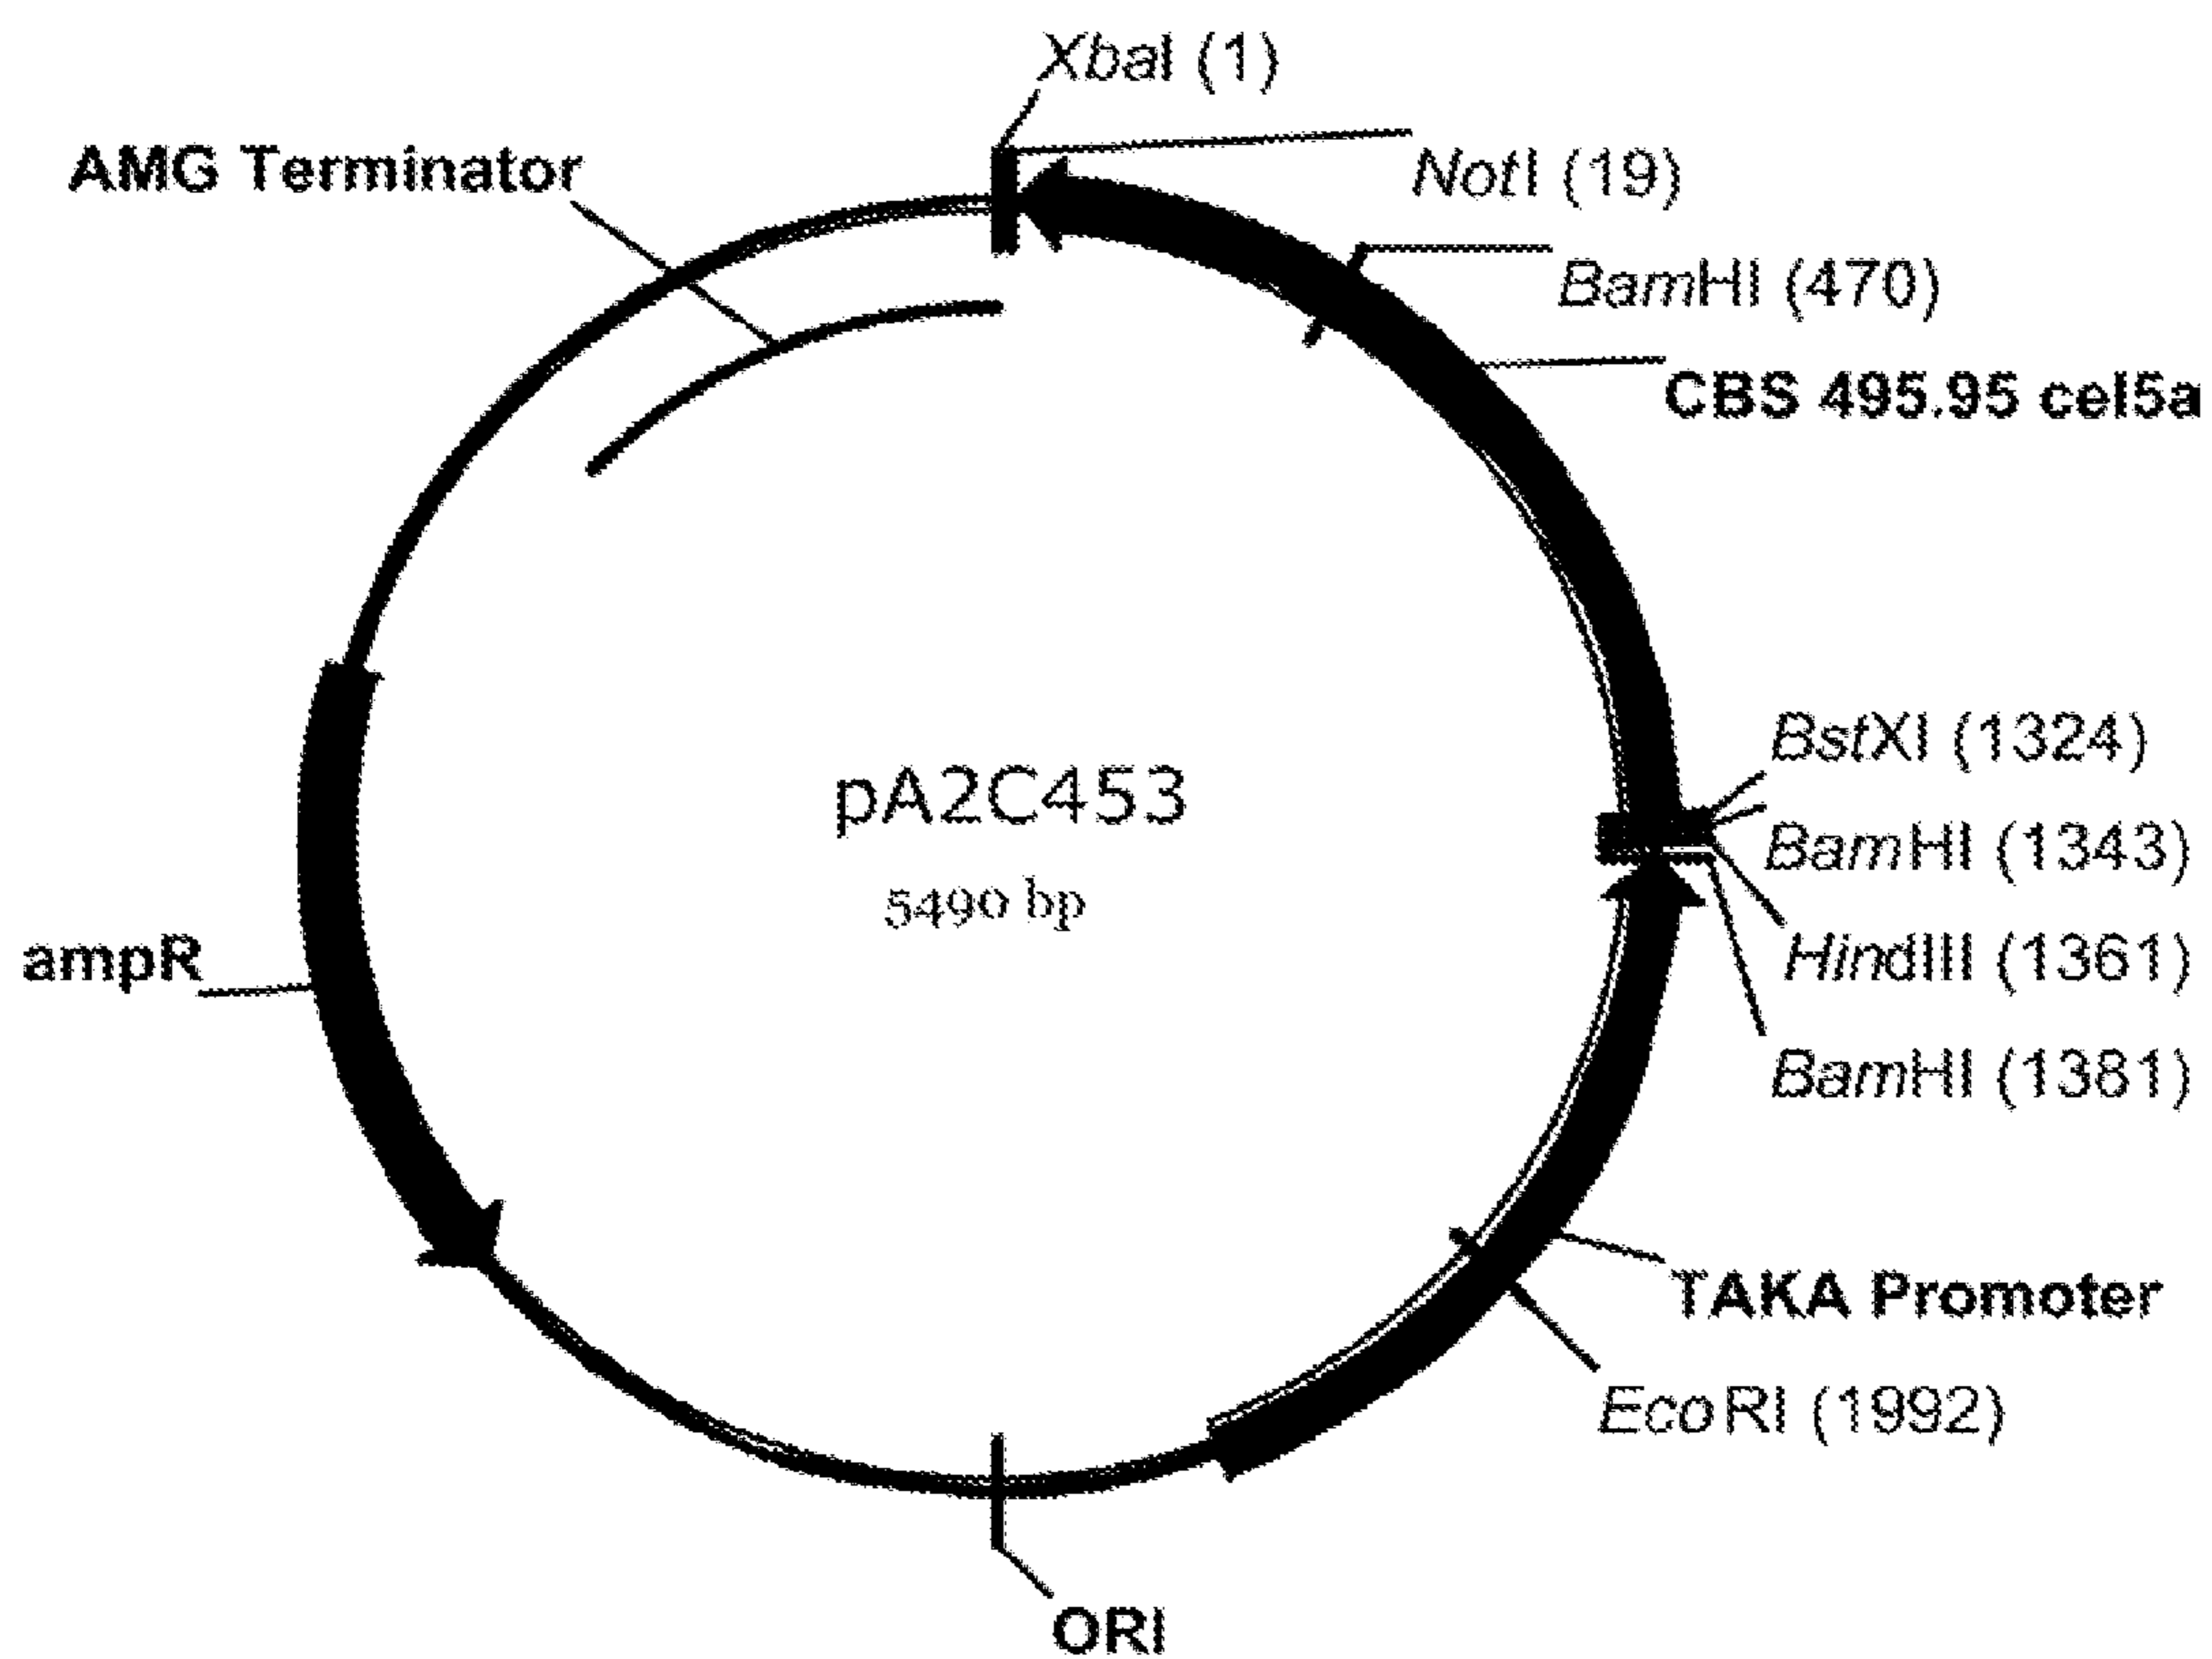 XbaI (1)
AMG Terminator
NotI (19)
BamHI (470)
CBS 495.95 cel5a
BstXI (1324)
pA2C453
BamHI (1343)
5490 bp
ampR
HindIII (1361)
BamHI (1381)
TAKA Promoter
EcoRI (1992)
ORI